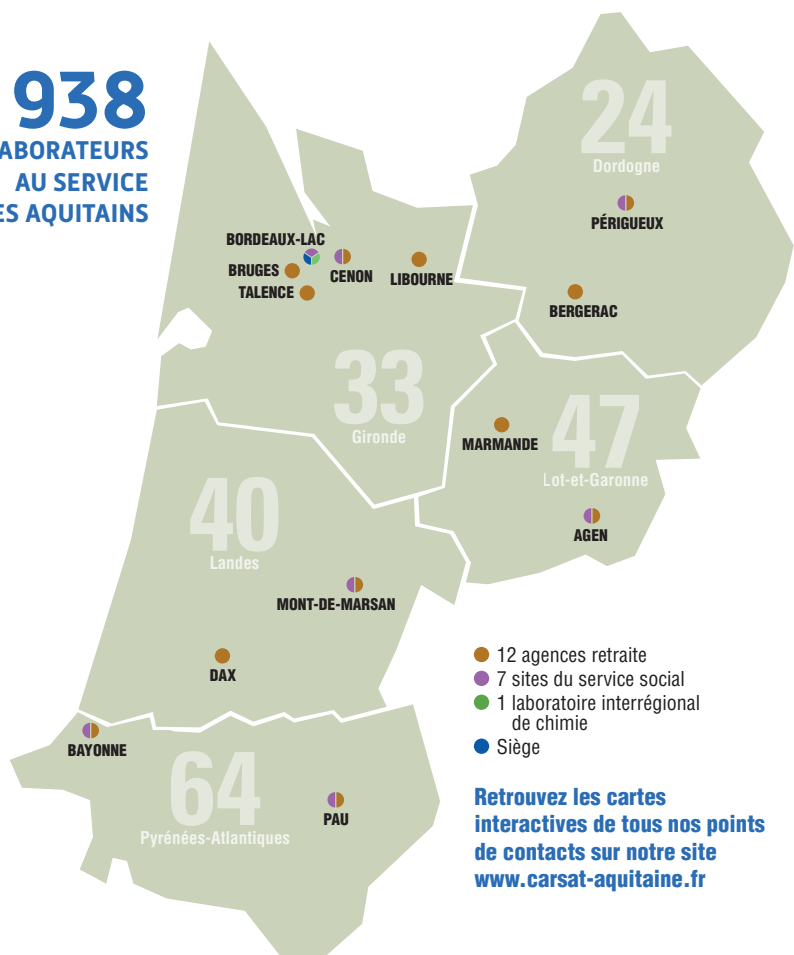 938
AU SERVICE
AQUITAINS
24
Dordogne
PÉRIGUEUX
BERGERAC
BORDEAUX-LAC
BRUGES
CENON
LIBOURNE
TALENCE
33
Gironde
47
Lot-et-Garonne
MARMANDE
AGEN
40
Landes
MONT-DE-MARSAN
DAX
64
Pyrénées-Atlantiques
BAYONNE
PAU
12 agences retraite
7 sites du service social
1 laboratoire interrégional
de chimie
Siège
Retrouvez les cartes
interactives de tous nos points
de contacts sur notre site
www.carsat-aquitaine.fr